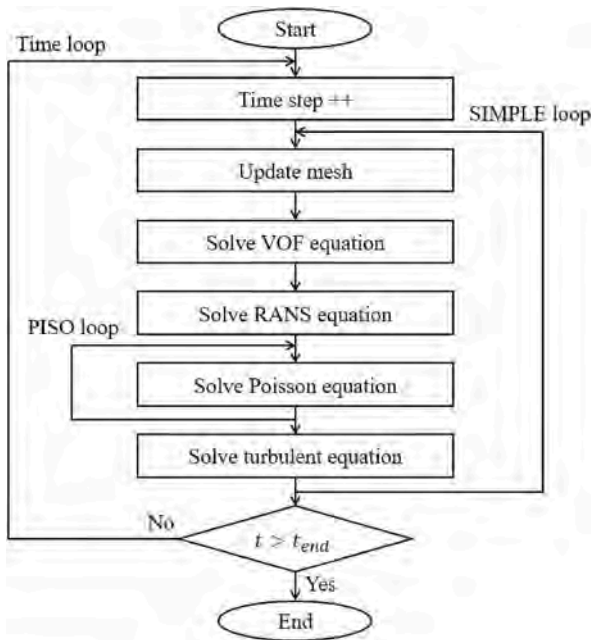 Start
Time loop
Time step ++
SIMPLE loop
Update mesh
Solve VOF equation
Solve RANS equation
PISO loop
Solve Poisson equation
Solve turbulent equation
No
t > t_end
Yes
End